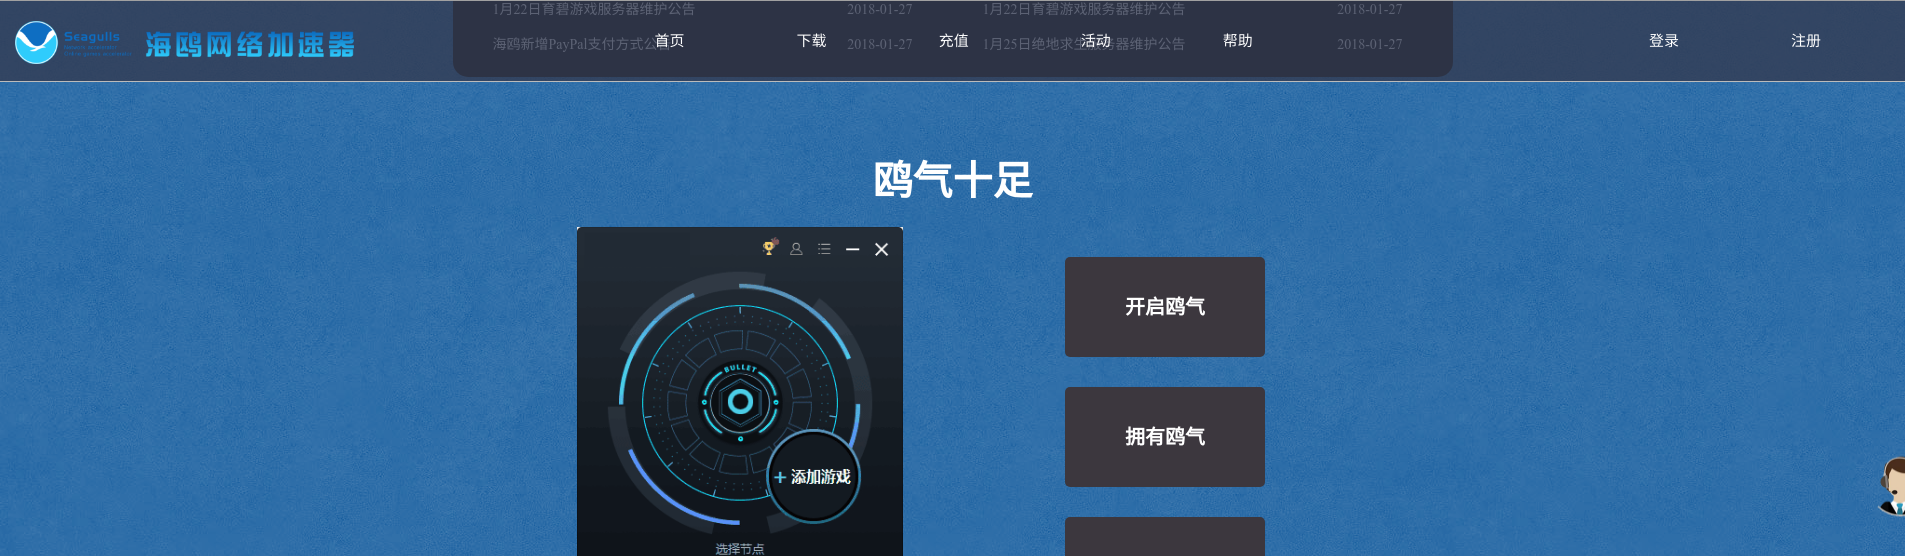 1月22日育碧游戏服务器维护公告 2018-01-27 1月22日育碧游戏服务器维护公告 2018-01-27
Seagulls
海鸥网络加速器
首页 下载 充值 活动 帮助 登录 注册
海鸥新增PayPal支付方式公告 2018-01-27 1月25日绝地求生服务器维护公告 2018-01-27
鸥气十足
BULLET
+ 添加游戏
选择节点
开启鸥气
拥有鸥气